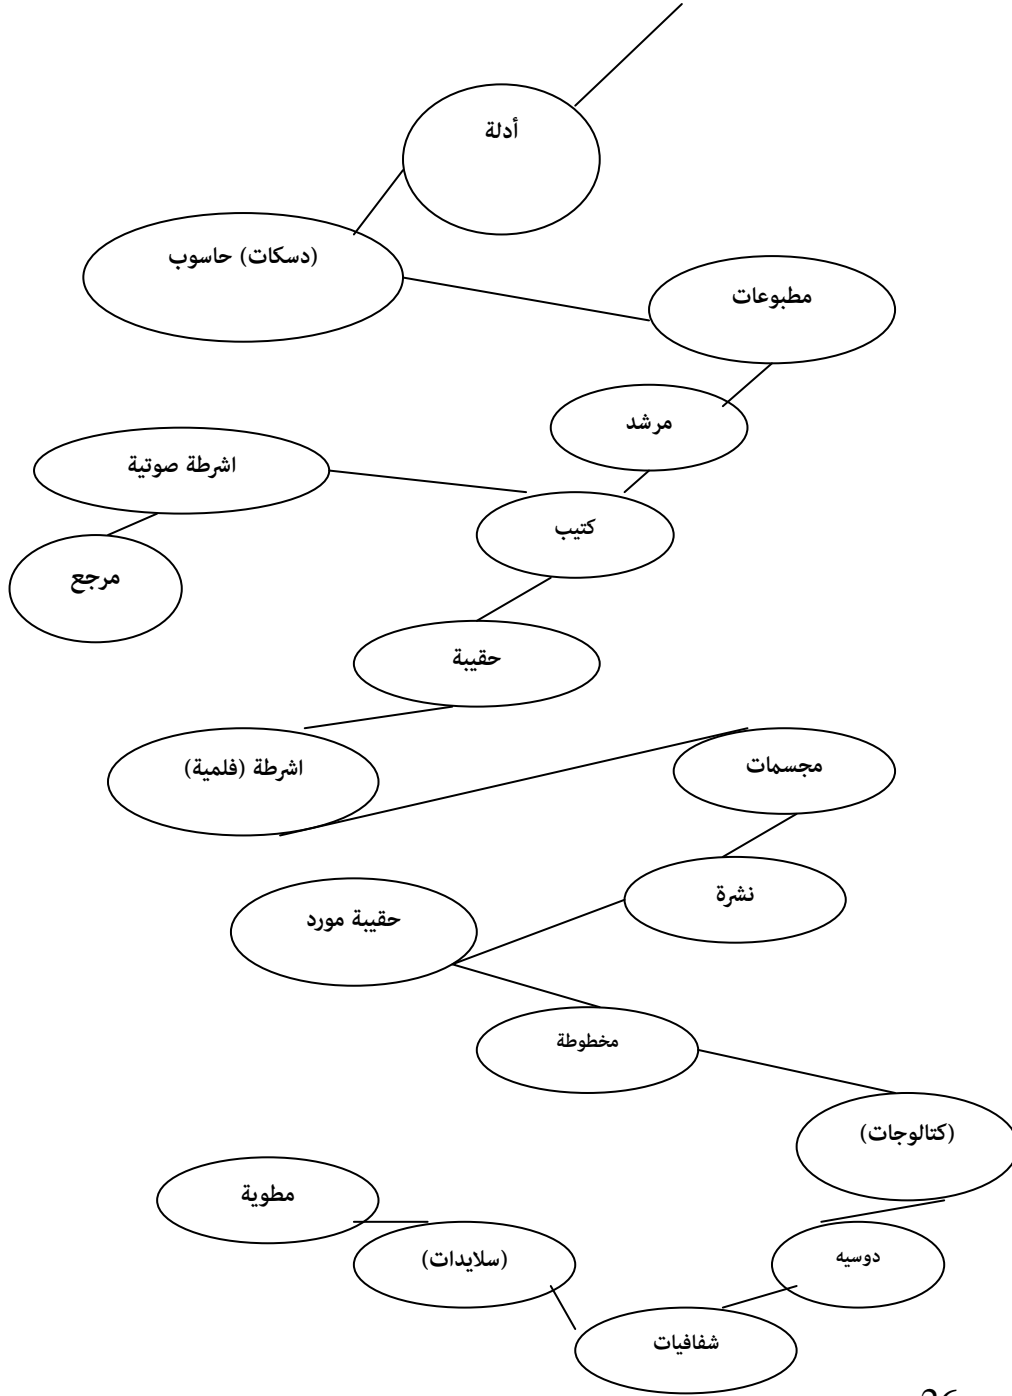 أدلة
(دسكات) حاسوب
مطبوعات
مرشد
اشرطة صوتية
كتيب
مرجع
حقيبة
اشرطة (فلمية)
مجسمات
نشرة
حقيبة مورد
مخطوطة
(كتالوجات)
مطوية
(سلايدات)
دوسيه
شفافيات